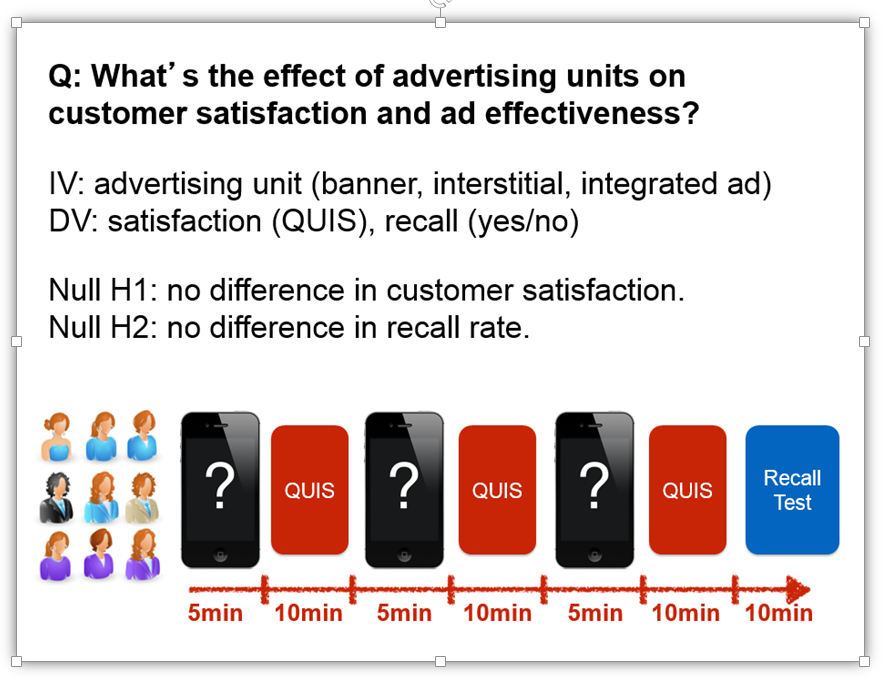 Q: What’s the effect of advertising units on
customer satisfaction and ad effectiveness?
IV: advertising unit (banner, interstitial, integrated ad)
DV: satisfaction (QUIS), recall (yes/no)
Null H1: no difference in customer satisfaction.
Null H2: no difference in recall rate.
? QUIS ? QUIS ? QUIS Recall
Test
5min 10min 5min 10min 5min 10min 10min